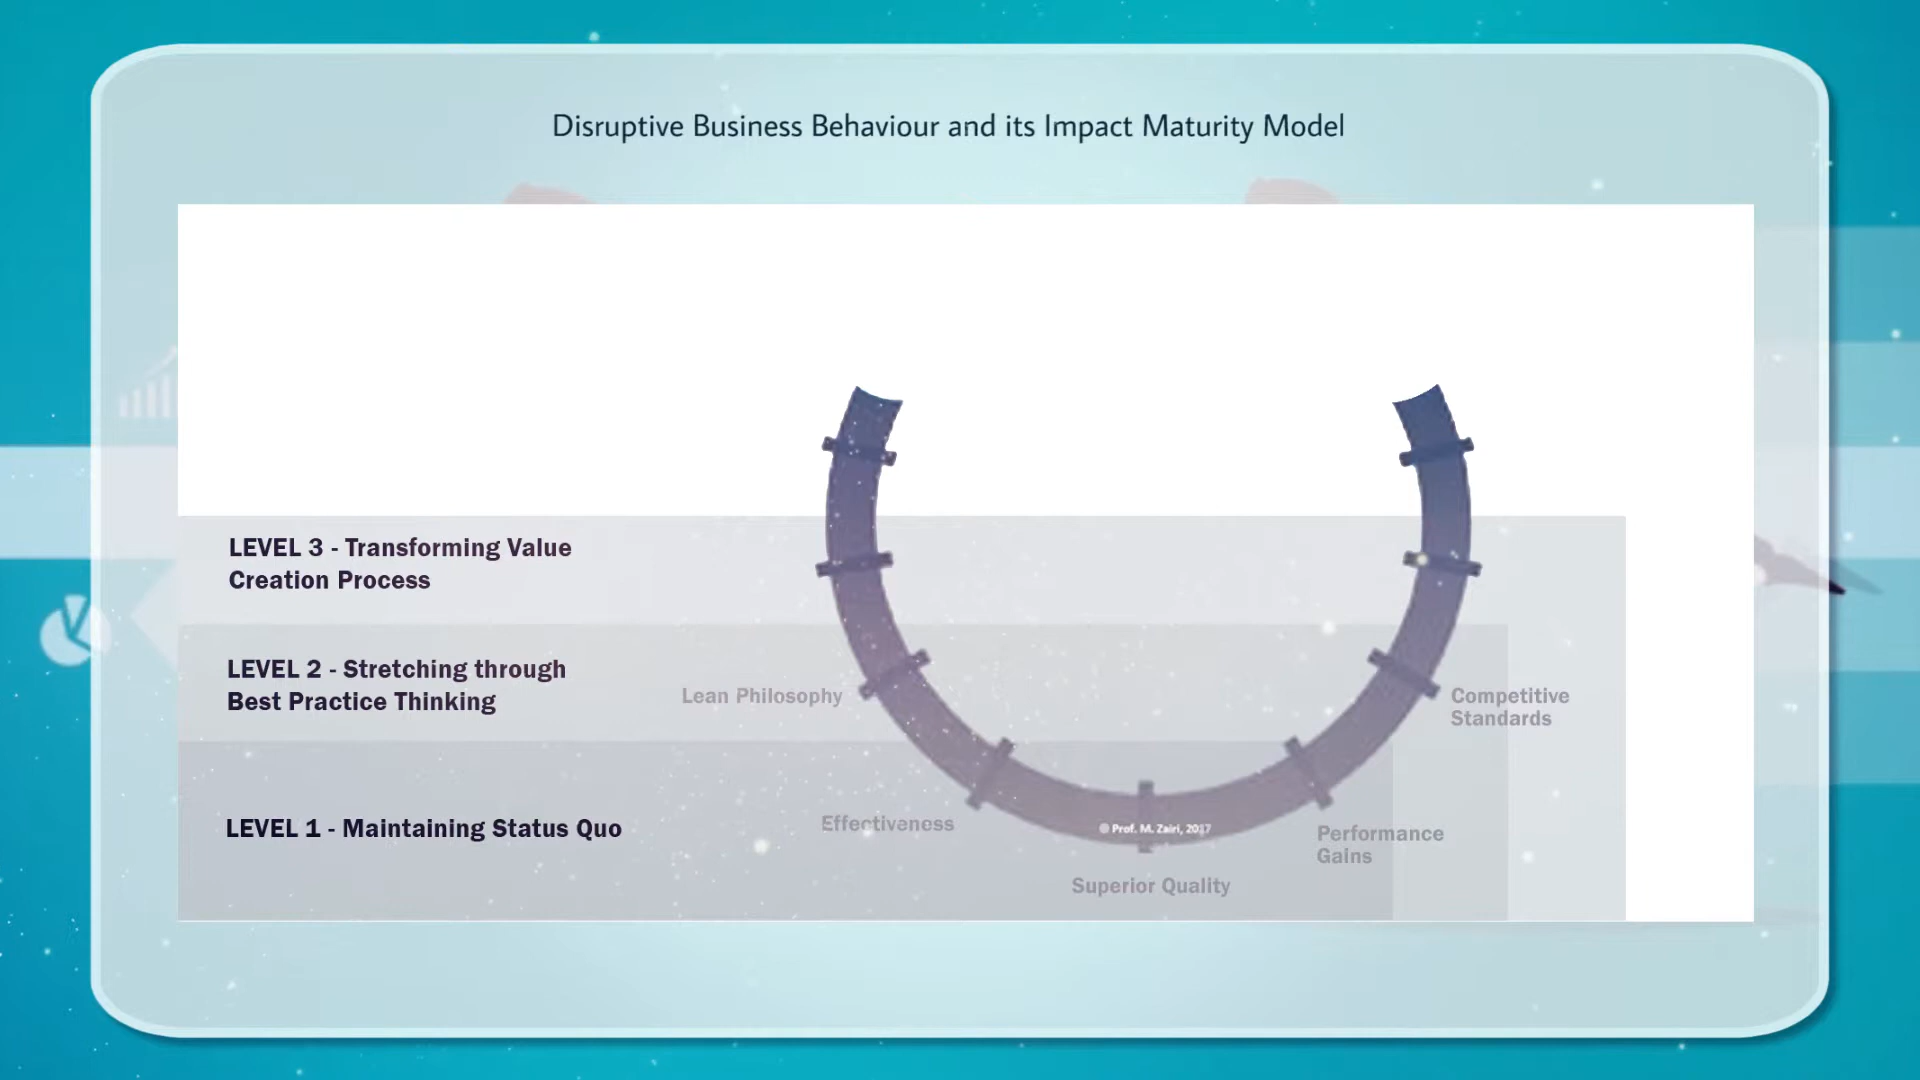 Disruptive Business Behaviour and its Impact Maturity Model
LEVEL 3 - Transforming Value
Creation Process
LEVEL 2 - Stretching through
Best Practice Thinking
Lean Philosophy
Competitive
Standards
LEVEL 1 - Maintaining Status Quo
Effectiveness
© Prof. M. Zairi, 2017
Performance
Gains
Superior Quality